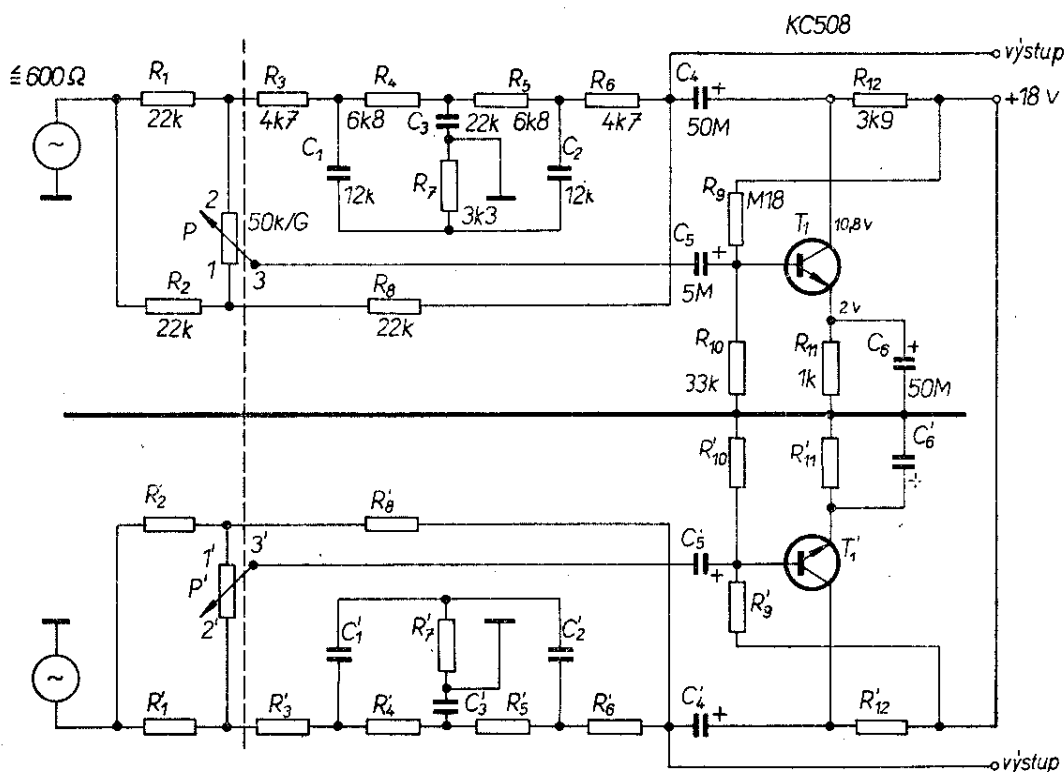 KC508
výstup
≦600Ω
R1
22k
R3
4k7
R4
6k8
C3
22k
R5
6k8
R6
4k7
C4
+
50M
R12
3k9
+18 V
~
C1
12k
R7
3k3
C2
12k
R9
M18
2
P
50k/G
1
3
C5
+
5M
T1
10,8V
R2
22k
R8
22k
2V
R10
33k
R11
1k
C6
+
50M
R'10
R'11
C'6
+
R'2
R'8
1'
3'
P'
2'
C'5
+
T1'
R'9
C'1
R'7
C'2
~
R'1
R'3
R'4
C'3
R'5
R'6
C'4
+
R'12
výstup